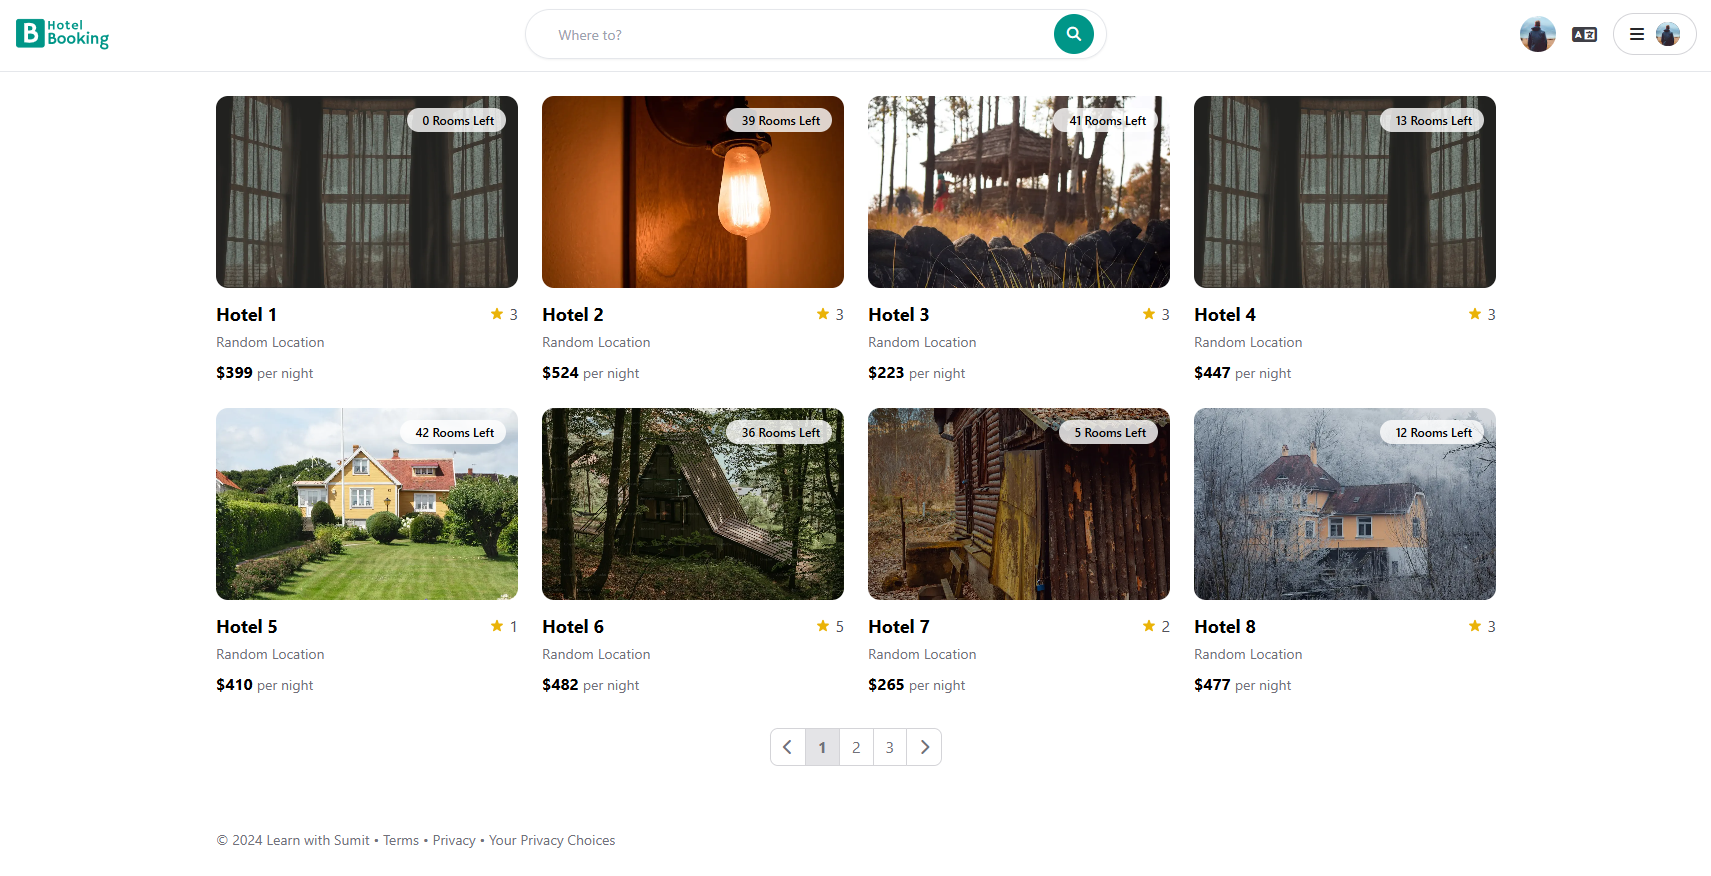 B Hotel Booking
Where to?
A
0 Rooms Left
39 Rooms Left
41 Rooms Left
13 Rooms Left
Hotel 1
3
Random Location
$399 per night
Hotel 2
3
Random Location
$524 per night
Hotel 3
3
Random Location
$223 per night
Hotel 4
3
Random Location
$447 per night
42 Rooms Left
36 Rooms Left
5 Rooms Left
12 Rooms Left
Hotel 5
1
Random Location
$410 per night
Hotel 6
5
Random Location
$482 per night
Hotel 7
2
Random Location
$265 per night
Hotel 8
3
Random Location
$477 per night
1 2 3
© 2024 Learn with Sumit • Terms • Privacy • Your Privacy Choices